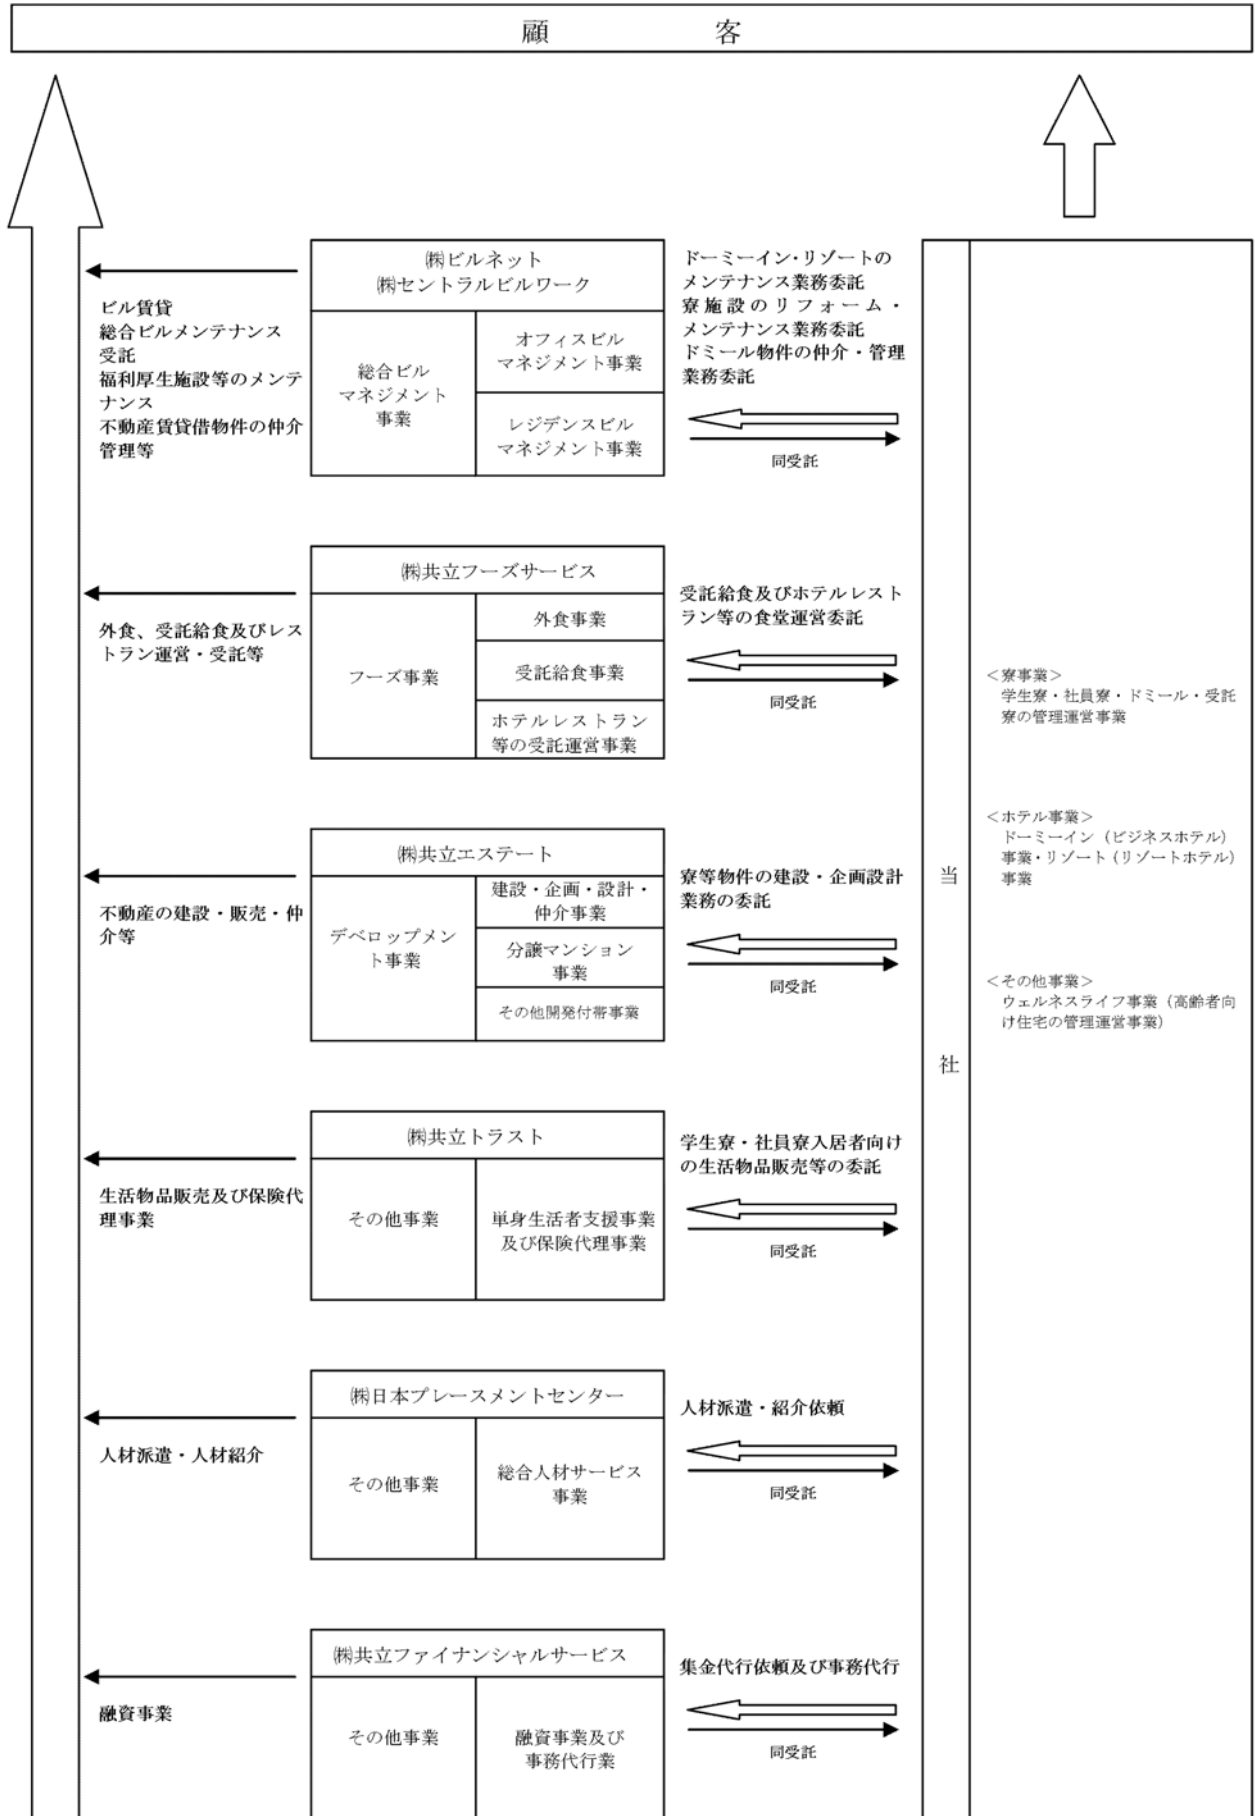 顧客
㈱ビルネット
㈱セントラルビルワーク
総合ビル
マネジメント
事業
オフィスビル
マネジメント事業
レジデンスビル
マネジメント事業
ビル賃貸
総合ビルメンテナンス
受託
福利厚生施設等のメンテ
ナンス
不動産賃貸借物件の仲介
管理等
ドーミーイン・リゾートの
メンテナンス業務委託
寮施設のリフォーム・
メンテナンス業務委託
ドミール物件の仲介・管理
業務委託
同受託
㈱共立フーズサービス
フーズ事業
外食事業
受託給食事業
ホテルレストラン
等の受託運営事業
外食、受託給食及びレス
トラン運営・受託等
受託給食及びホテルレスト
ラン等の食堂運営委託
同受託
㈱共立エステート
デベロップメン
ト事業
建設・企画・設計・
仲介事業
分譲マンション
事業
その他開発付帯事業
不動産の建設・販売・仲
介等
寮等物件の建設・企画設計
業務の委託
同受託
㈱共立トラスト
その他事業
単身生活者支援事業
及び保険代理事業
生活物品販売及び保険代
理事業
学生寮・社員寮入居者向け
の生活物品販売等の委託
同受託
㈱日本プレースメントセンター
その他事業
総合人材サービス
事業
人材派遣・人材紹介
人材派遣・紹介依頼
同受託
㈱共立ファイナンシャルサービス
その他事業
融資事業及び
事務代行業
融資事業
集金代行依頼及び事務代行
同受託
当
社
＜寮事業＞
学生寮・社員寮・ドミール・受託
寮の管理運営事業
＜ホテル事業＞
ドーミーイン（ビジネスホテル）
事業・リゾート（リゾートホテル）
事業
＜その他事業＞
ウェルネスライフ事業（高齢者向
け住宅の管理運営事業）